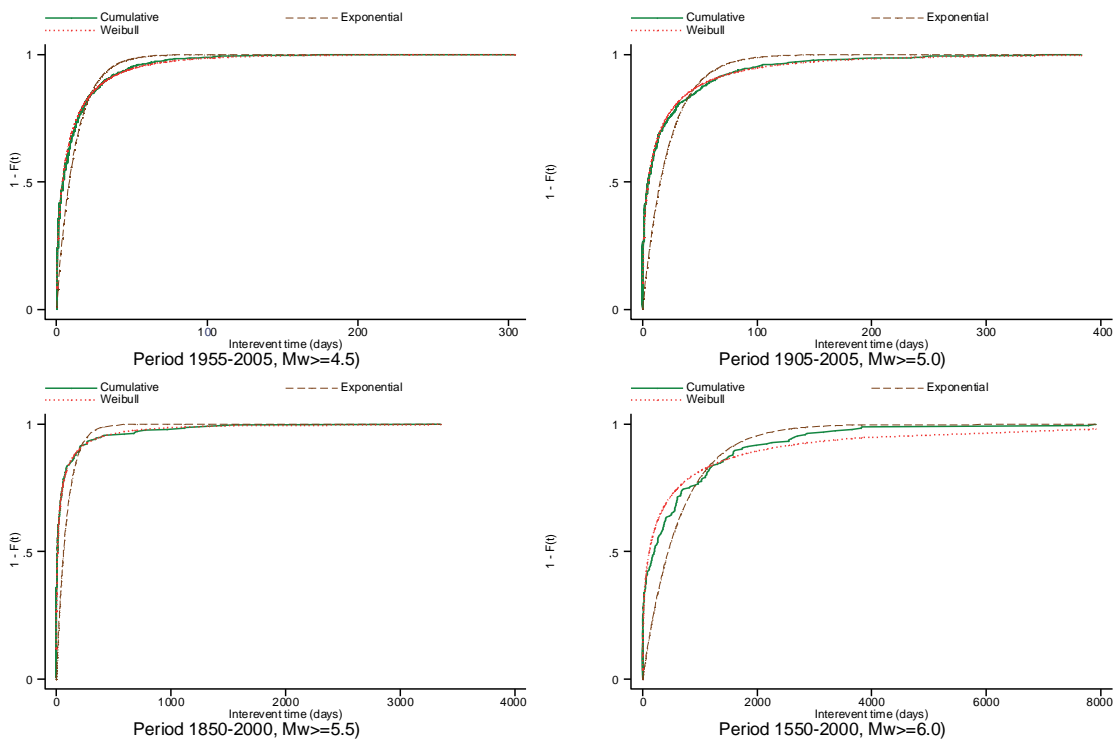 Cumulative Exponential
Weibull
1
.5
0
1 - F(t)
0 100 200 300
Interevent time (days)
Period 1955-2005, Mw>=4.5)
Cumulative Exponential
Weibull
1
.5
0
1 - F(t)
0 100 200 300 400
Interevent time (days)
Period 1905-2005, Mw>=5.0)
Cumulative Exponential
Weibull
1
.5
0
1 - F(t)
0 1000 2000 3000 4000
Interevent time (days)
Period 1850-2000, Mw>=5.5)
Cumulative Exponential
Weibull
1
.5
0
1 - F(t)
0 1000 2000 4000 6000 8000
Interevent time (days)
Period 1550-2000, Mw>=6.0)